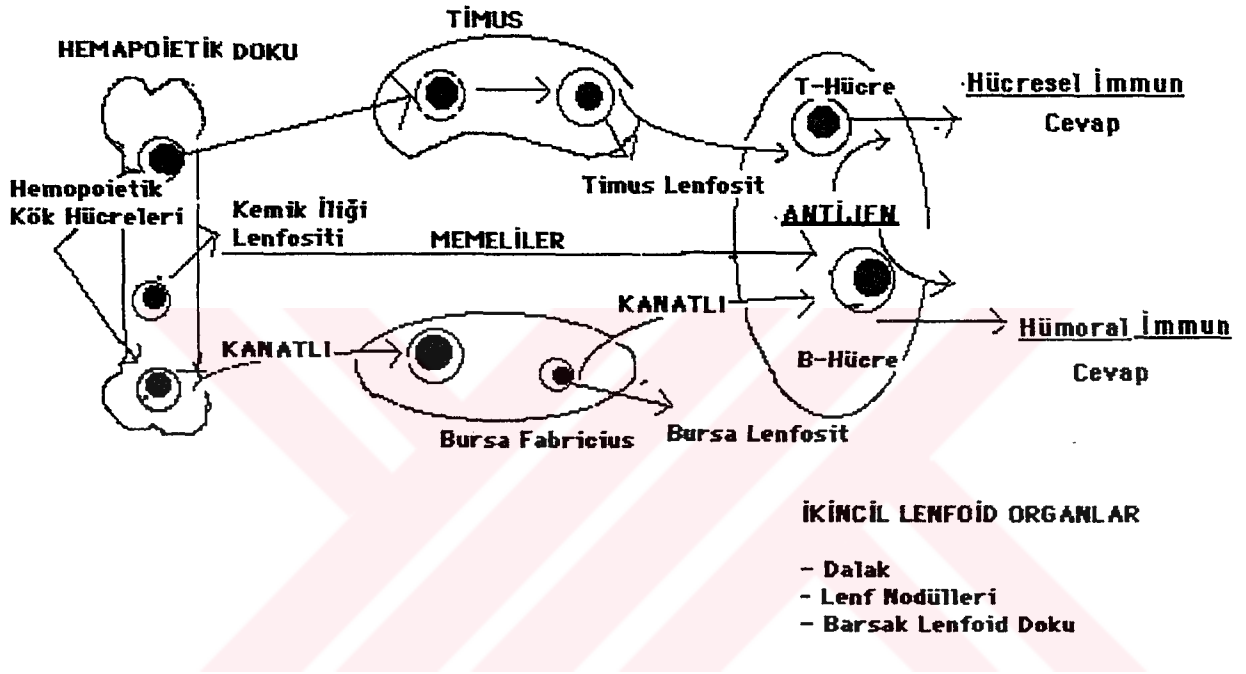 TİMUS
HEMAPOİETİK DOKU
T-Hücre
Hücresel İmmun
Cevap
Hemopoietik
Kök Hücreleri
Timus Lenfosit
Kemik İliği
Lenfositi
ANTİJEN
MEMELİLER
KANATLI
KANATLI
Hümoral İmmun
Cevap
B-Hücre
Bursa Fabricius
Bursa Lenfosit
İKİNCİL LENFOİD ORGANLAR
- Dalak
- Lenf Nodülleri
- Barsak Lenfoid Doku